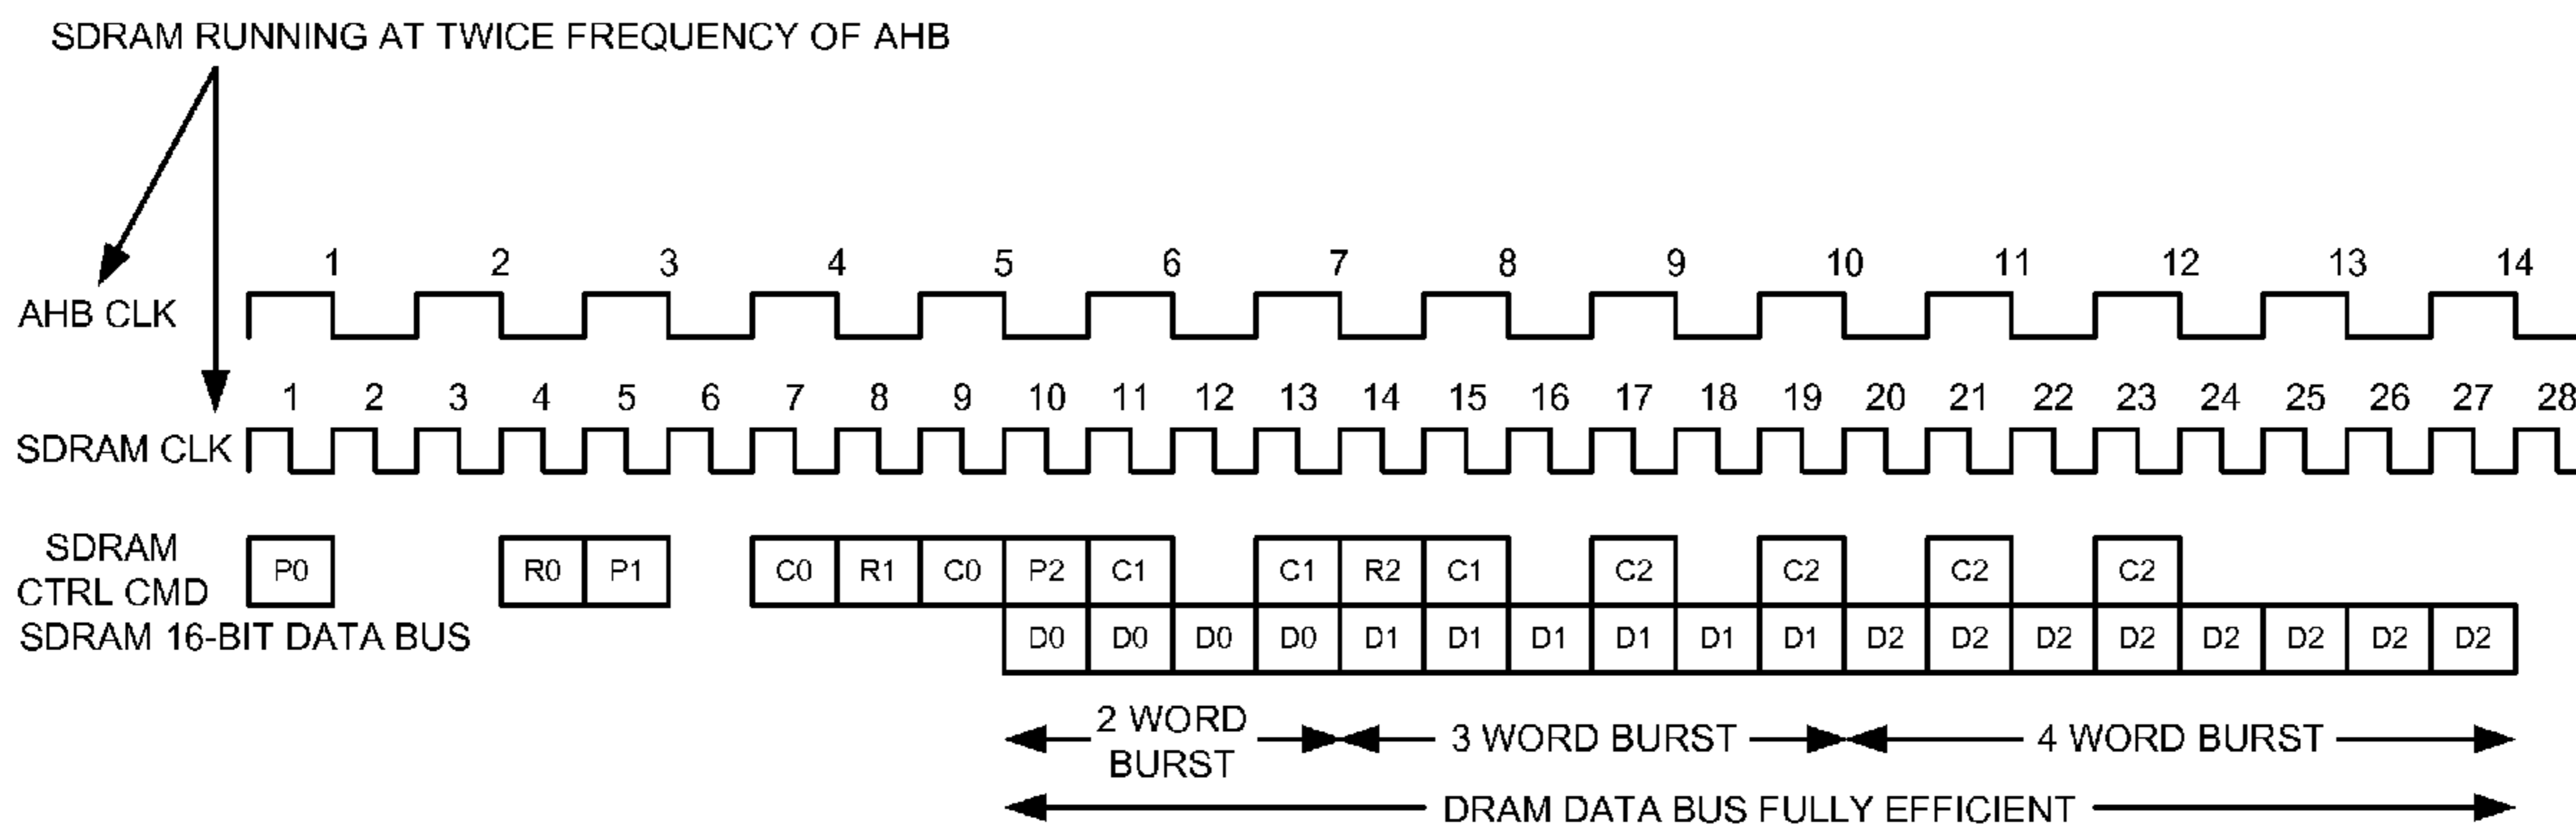 SDRAM RUNNING AT TWICE FREQUENCY OF AHB
1 2 3 4 5 6 7 8 9 10 11 12 13 14
AHB CLK
1 2 3 4 5 6 7 8 9 10 11 12 13 14 15 16 17 18 19 20 21 22 23 24 25 26 27 28
SDRAM CLK
SDRAM
CTRL CMD
P0 R0 P1 C0 R1 C0 P2 C1 C1 R2 C1 C2 C2 C2 C2
SDRAM 16-BIT DATA BUS
D0 D0 D0 D0 D1 D1 D1 D1 D1 D1 D2 D2 D2 D2 D2 D2 D2 D2
2 WORD
BURST
3 WORD BURST
4 WORD BURST
DRAM DATA BUS FULLY EFFICIENT